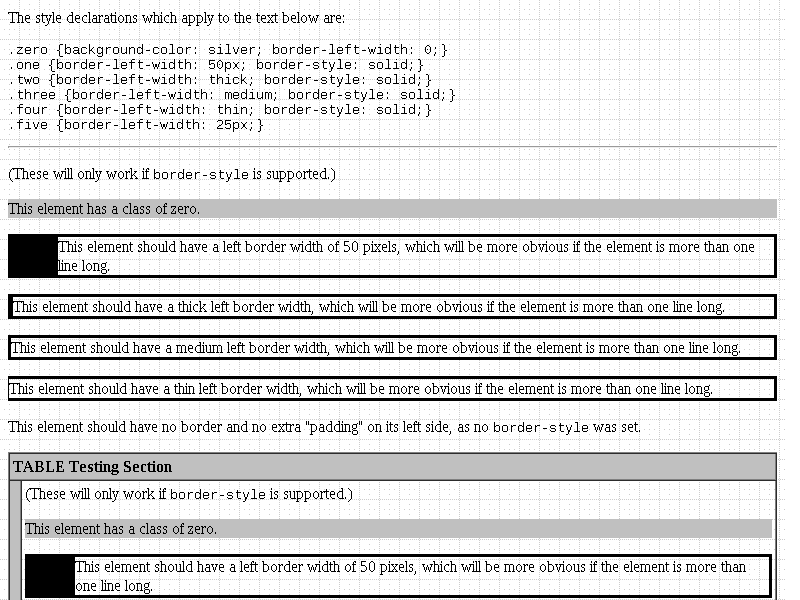 The style declarations which apply to the text below are:
.zero {background-color: silver; border-left-width: 0;}
.one {border-left-width: 50px; border-style: solid;}
.two {border-left-width: thick; border-style: solid;}
.three {border-left-width: medium; border-style: solid;}
.four {border-left-width: thin; border-style: solid;}
.five {border-left-width: 25px;}
(These will only work if border-style is supported.)
This element has a class of zero.
This element should have a left border width of 50 pixels, which will be more obvious if the element is more than one
line long.
This element should have a thick left border width, which will be more obvious if the element is more than one line long.
This element should have a medium left border width, which will be more obvious if the element is more than one line long.
This element should have a thin left border width, which will be more obvious if the element is more than one line long.
This element should have no border and no extra "padding" on its left side, as no border-style was set.
TABLE Testing Section
(These will only work if border-style is supported.)
This element has a class of zero.
This element should have a left border width of 50 pixels, which will be more obvious if the element is more than
one line long.